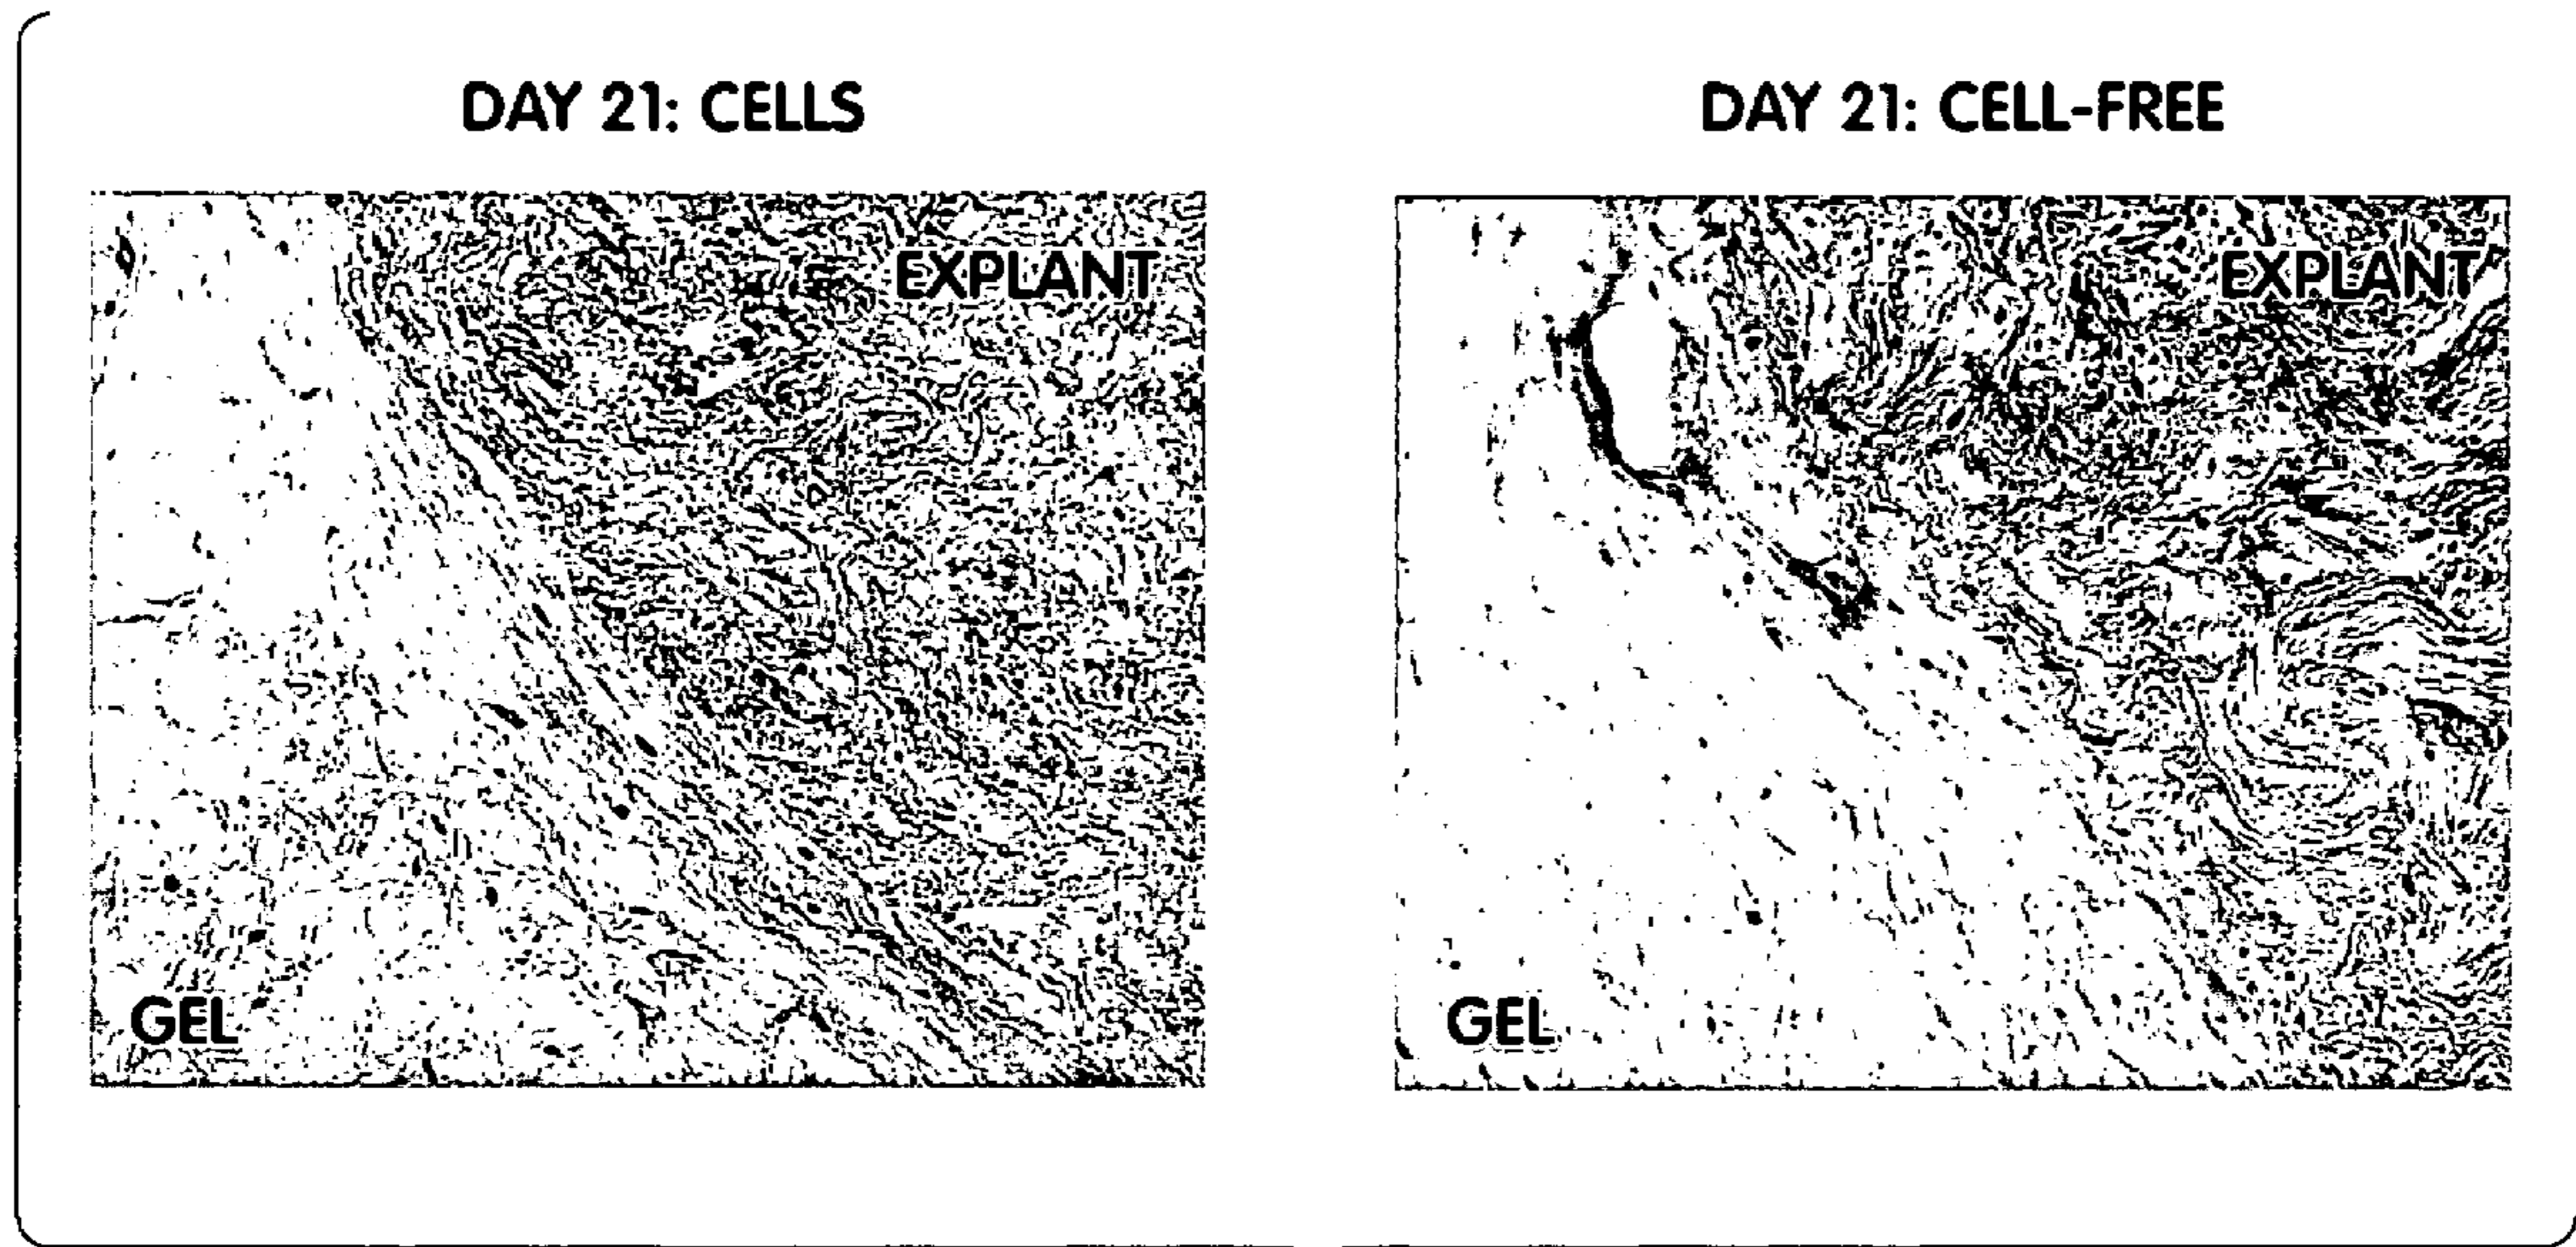 DAY 21: CELLS
DAY 21: CELL-FREE
EXPLANT
EXPLANT
GEL
GEL